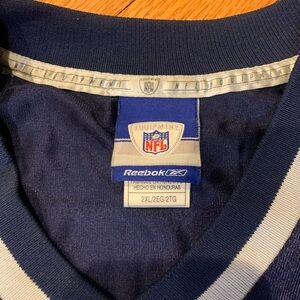 EQUIPMENT
NFL
Reebok
HECHO EN HONDURAS
2XL/2EG/2TG